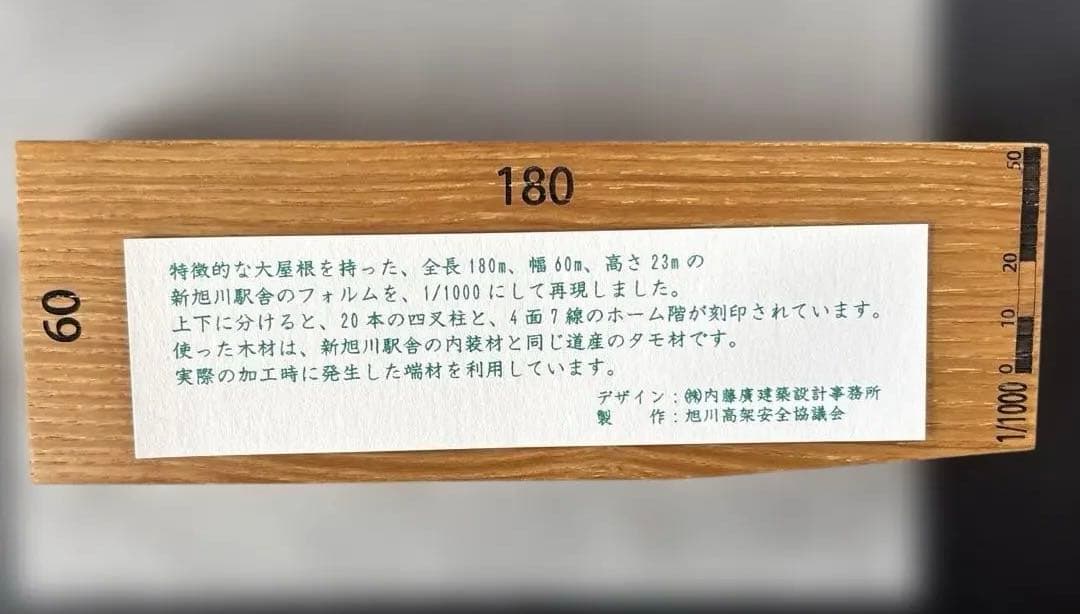 180
60
特徴的な大屋根を持った、全長180m、幅60m、高さ23mの
新旭川駅舎のフォルムを、1/1000にして再現しました。
上下に分けると、20本の四叉柱と、4面7線のホーム階が刻印されています。
使った木材は、新旭川駅舎の内装材と同じ道産のタモ材です。
実際の加工時に発生した端材を利用しています。
デザイン：㈱内藤廣建築設計事務所
製　　作：旭川高架安全協議会
1/1000 0 10 20 50